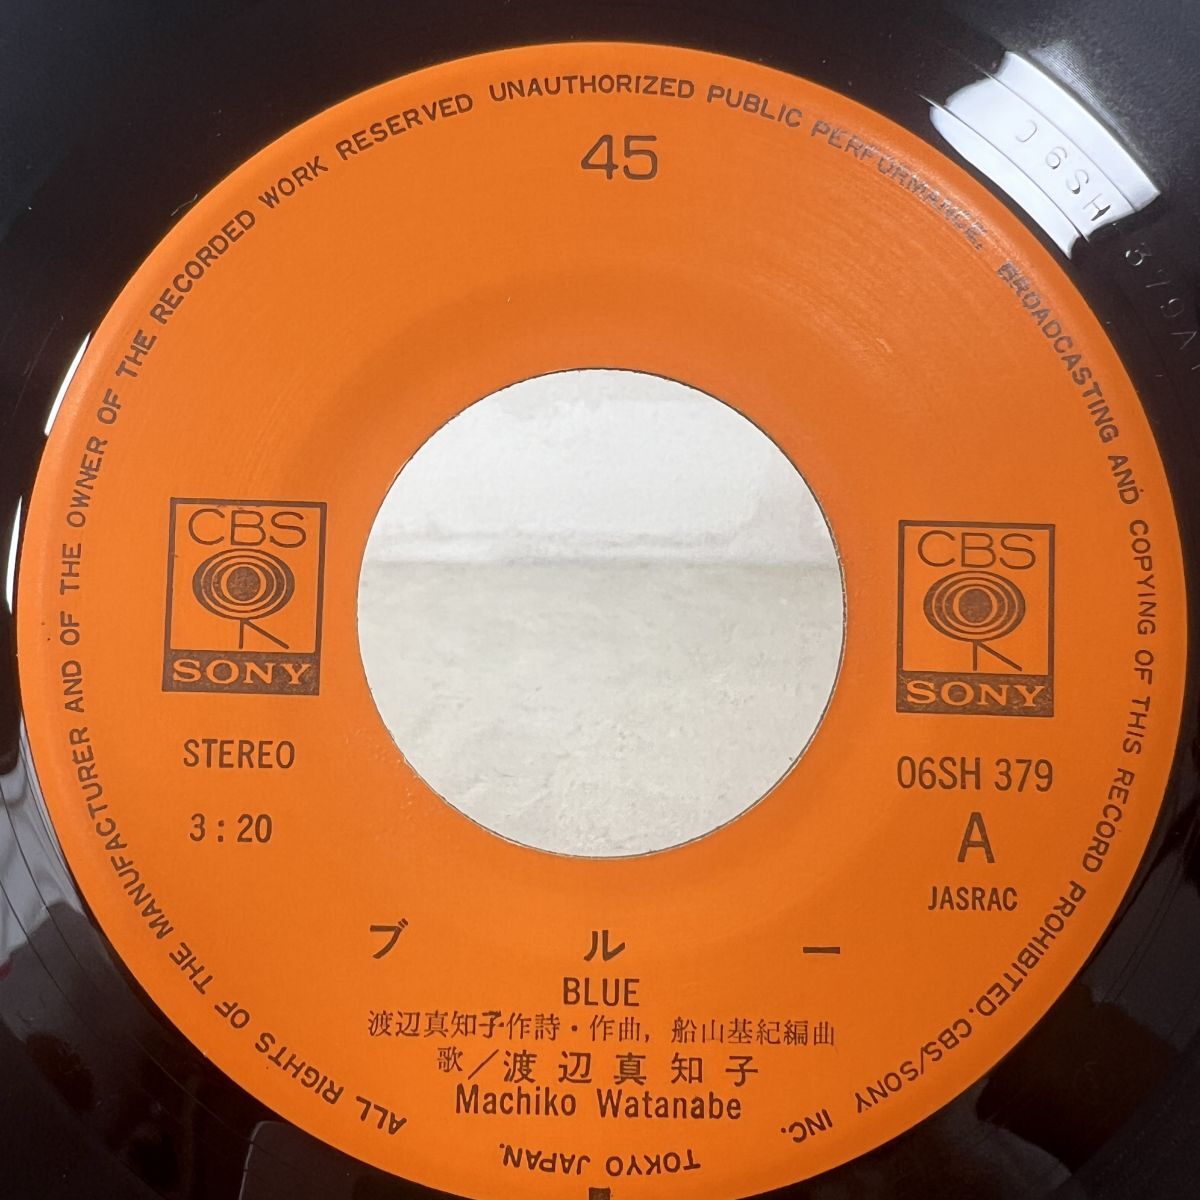 ALL RIGHTS OF THE MANUFACTURER AND OF THE OWNER OF THE RECORDED WORK RESERVED UNAUTHORIZED PUBLIC PERFORMANCE, BROADCASTING AND COPYING OF THIS RECORD PROHIBITED. CBS/SONY INC. TOKYO JAPAN.
45
CBS
SONY
CBS
SONY
STEREO
3:20
06SH 379
A
JASRAC
ブルー
BLUE
渡辺真知子作詩・作曲, 船山基紀編曲
歌/渡辺真知子
Machiko Watanabe
06SH 379A